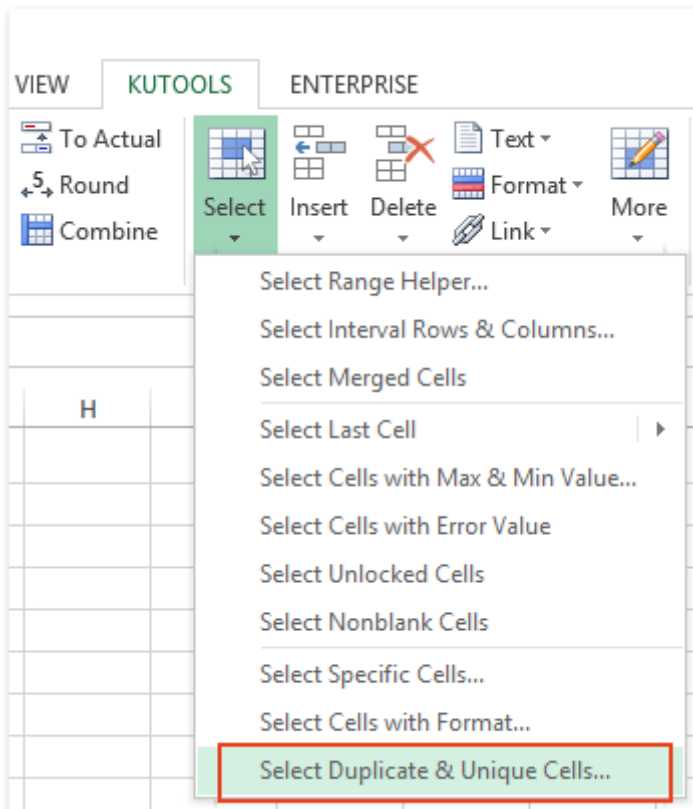 VIEW KUTOOLS ENTERPRISE
To Actual
5 Round
Combine
Select Insert Delete More
Text
Format
Link
Select Range Helper...
Select Interval Rows & Columns...
Select Merged Cells
H
Select Last Cell
Select Cells with Max & Min Value...
Select Cells with Error Value
Select Unlocked Cells
Select Nonblank Cells
Select Specific Cells...
Select Cells with Format...
Select Duplicate & Unique Cells...